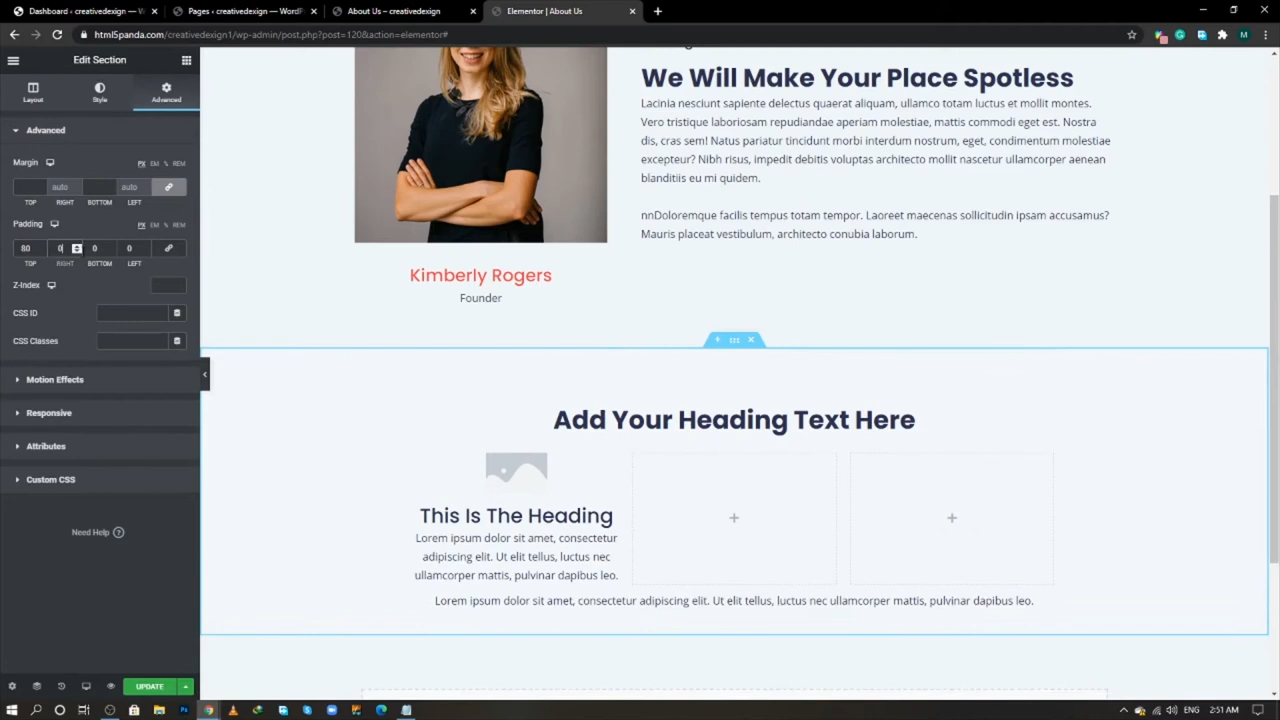 Dashboard ‹ creativedexign — W
Pages ‹ creativedexign — WordPr
About Us – creativedexign
Elementor | About Us
html5panda.com/creativedexign1/wp-admin/post.php?post=120&action=elementor#
M
Edit Section
Layout
Style
Advanced
Advanced
Margin
PX EM % REM
auto auto
TOP RIGHT BOTTOM LEFT
Padding
PX EM % REM
80 0 0 0
TOP RIGHT BOTTOM LEFT
Z-Index
CSS ID
CSS Classes
Motion Effects
Responsive
Attributes
Custom CSS
Need Help ?
UPDATE
We Will Make Your Place Spotless
Lacinia nesciunt sapiente delectus quaerat aliquam, ullamco totam luctus et mollit montes.
Vero tristique laboriosam repudiandae aperiam molestiae, mattis commodi eget est. Nostra
dis, cras sem! Natus pariatur tincidunt morbi interdum nostrum, eget, condimentum molestiae
excepteur? Nibh risus, impedit debitis voluptas architecto mollit nascetur ullamcorper aenean
blanditiis eu mi quidem.
nnDoloremque facilis tempus totam tempor. Laoreet maecenas sollicitudin ipsam accusamus?
Mauris placeat vestibulum, architecto conubia laborum.
Kimberly Rogers
Founder
Add Your Heading Text Here
This Is The Heading
Lorem ipsum dolor sit amet, consectetur
adipiscing elit. Ut elit tellus, luctus nec
ullamcorper mattis, pulvinar dapibus leo.
Lorem ipsum dolor sit amet, consectetur adipiscing elit. Ut elit tellus, luctus nec ullamcorper mattis, pulvinar dapibus leo.
ENG
2:51 AM